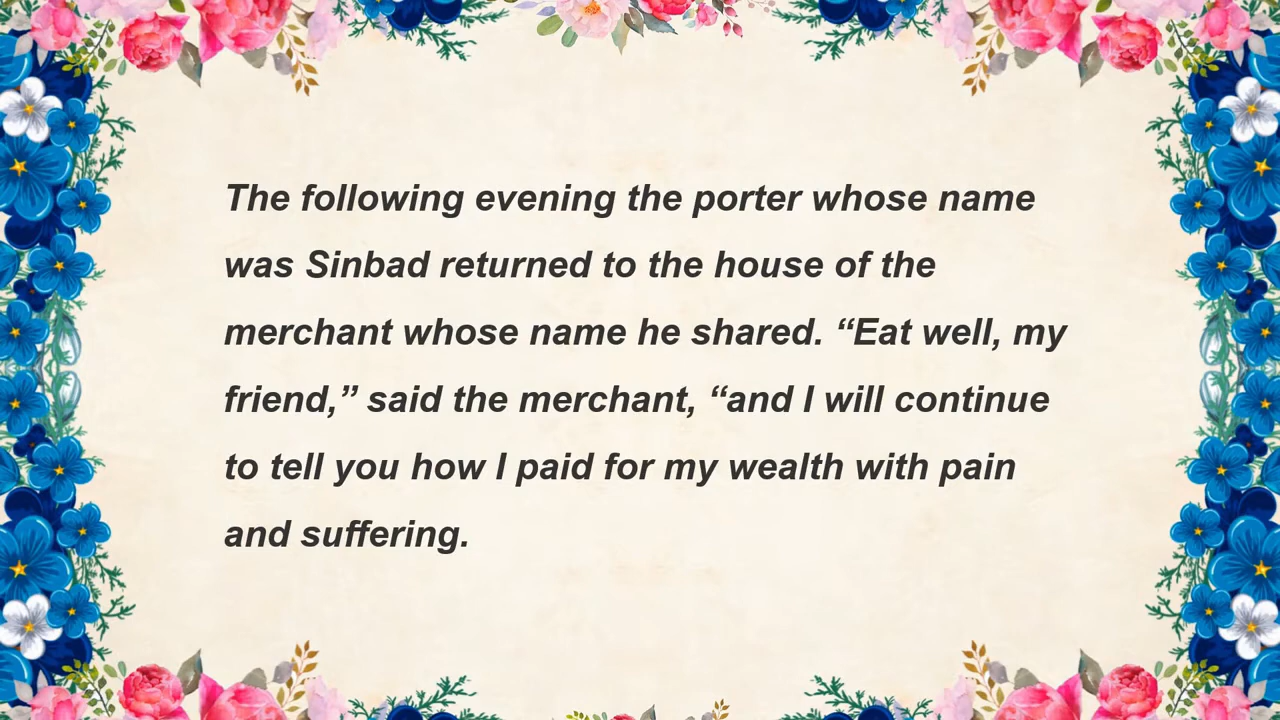 The following evening the porter whose name
was Sinbad returned to the house of the
merchant whose name he shared. “Eat well, my
friend,” said the merchant, “and I will continue
to tell you how I paid for my wealth with pain
and suffering.